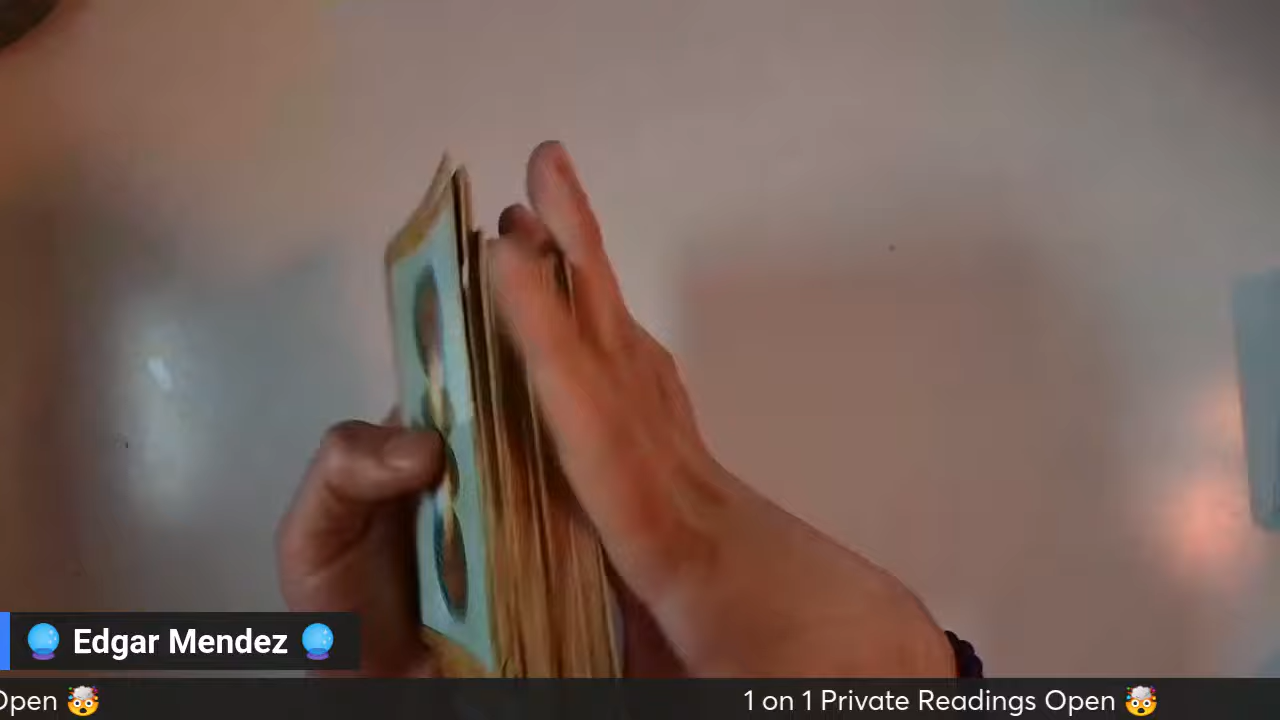 🔮 Edgar Mendez 🔮
Open 🤯 1 on 1 Private Readings Open 🤯